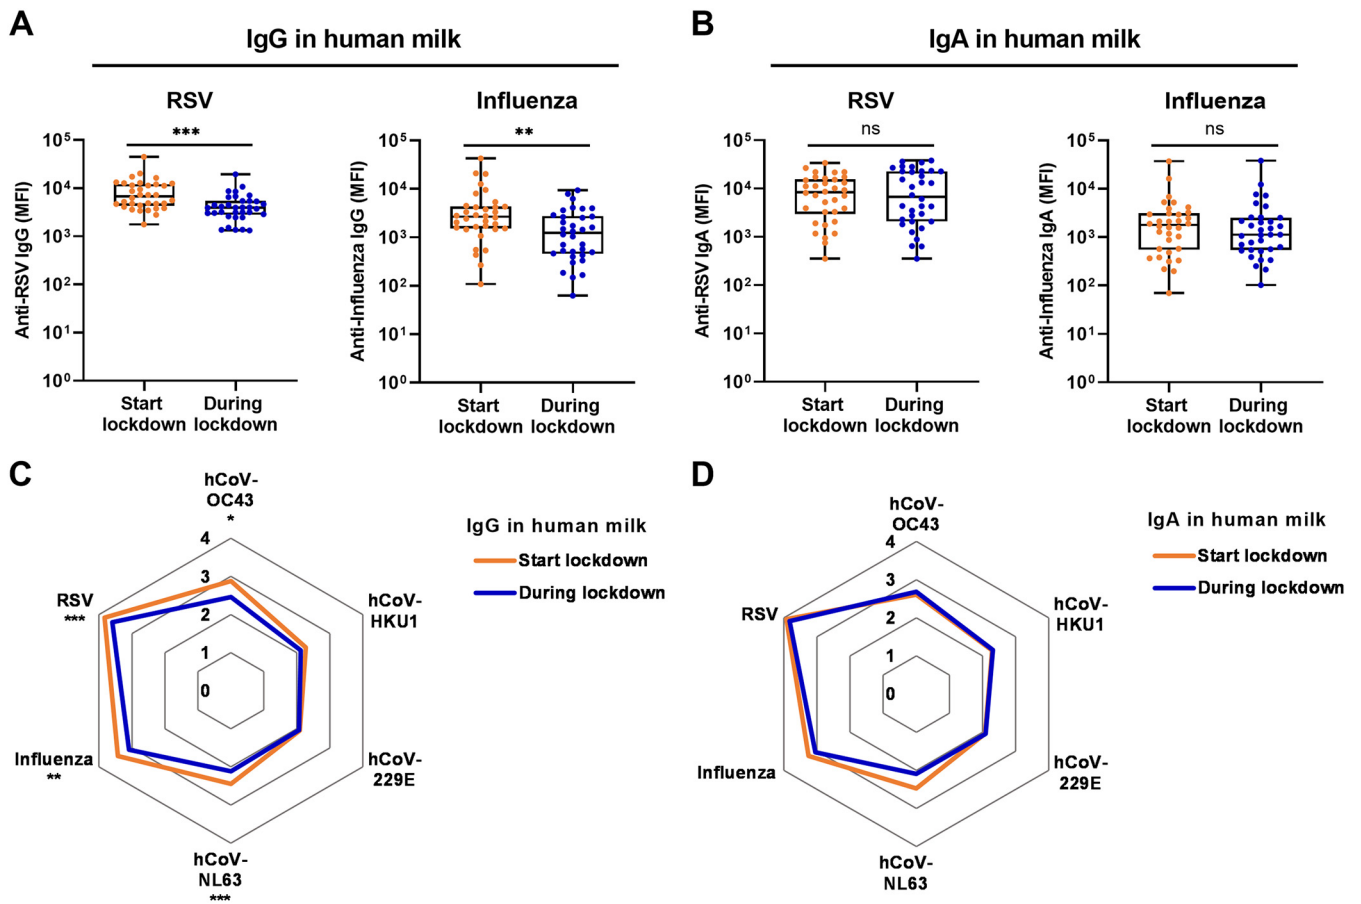 A
IgG in human milk
RSV
Influenza
Anti-RSV IgG (MFI)
10⁵
10⁴
10³
10²
10¹
10⁰
***
Start
lockdown
During
lockdown
Anti-Influenza IgG (MFI)
10⁵
10⁴
10³
10²
10¹
10⁰
**
Start
lockdown
During
lockdown
B
IgA in human milk
RSV
Influenza
Anti-RSV IgA (MFI)
10⁵
10⁴
10³
10²
10¹
10⁰
ns
Start
lockdown
During
lockdown
Anti-Influenza IgA (MFI)
10⁵
10⁴
10³
10²
10¹
10⁰
ns
Start
lockdown
During
lockdown
C
hCoV-
OC43
*
4
3
2
1
0
RSV
***
hCoV-
HKU1
Influenza
**
hCoV-
229E
hCoV-
NL63
***
IgG in human milk
Start lockdown
During lockdown
D
hCoV-
OC43
4
3
2
1
0
RSV
hCoV-
HKU1
Influenza
hCoV-
229E
hCoV-
NL63
IgA in human milk
Start lockdown
During lockdown